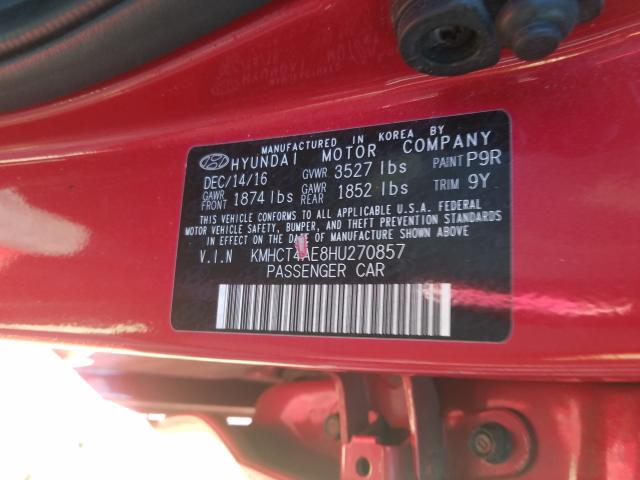 MANUFACTURED IN KOREA BY
HYUNDAI MOTOR COMPANY
DEC/14/16 GVWR 3527 lbs PAINT P9R
GAWR FRONT 1874 lbs GAWR REAR 1852 lbs TRIM 9Y
THIS VEHICLE CONFORMS TO ALL APPLICABLE U.S.A. FEDERAL
MOTOR VEHICLE SAFETY, BUMPER, AND THEFT PREVENTION STANDARDS
IN EFFECT ON THE DATE OF MANUFACTURE SHOWN ABOVE.
V.I.N KMHCT4AE8HU270857
PASSENGER CAR